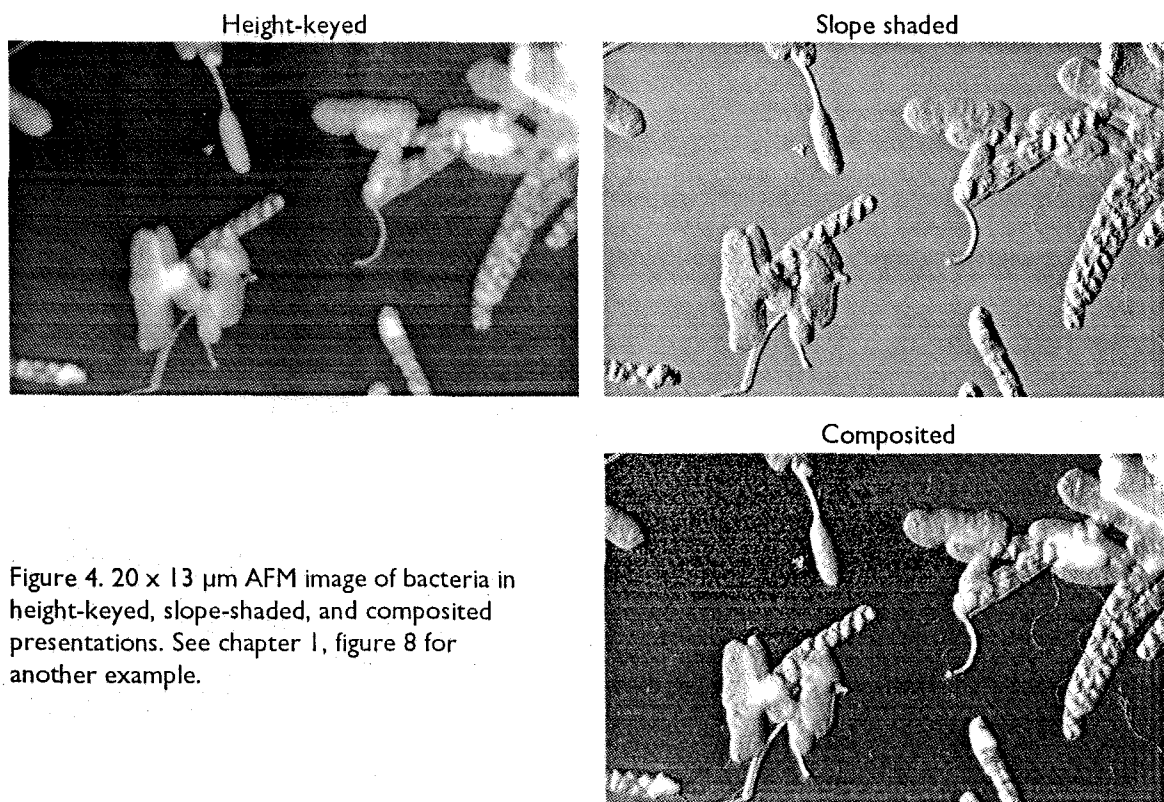 Height-keyed
Slope shaded
Composited
Figure 4. 20 x 13 µm AFM image of bacteria in
height-keyed, slope-shaded, and composited
presentations. See chapter 1, figure 8 for
another example.